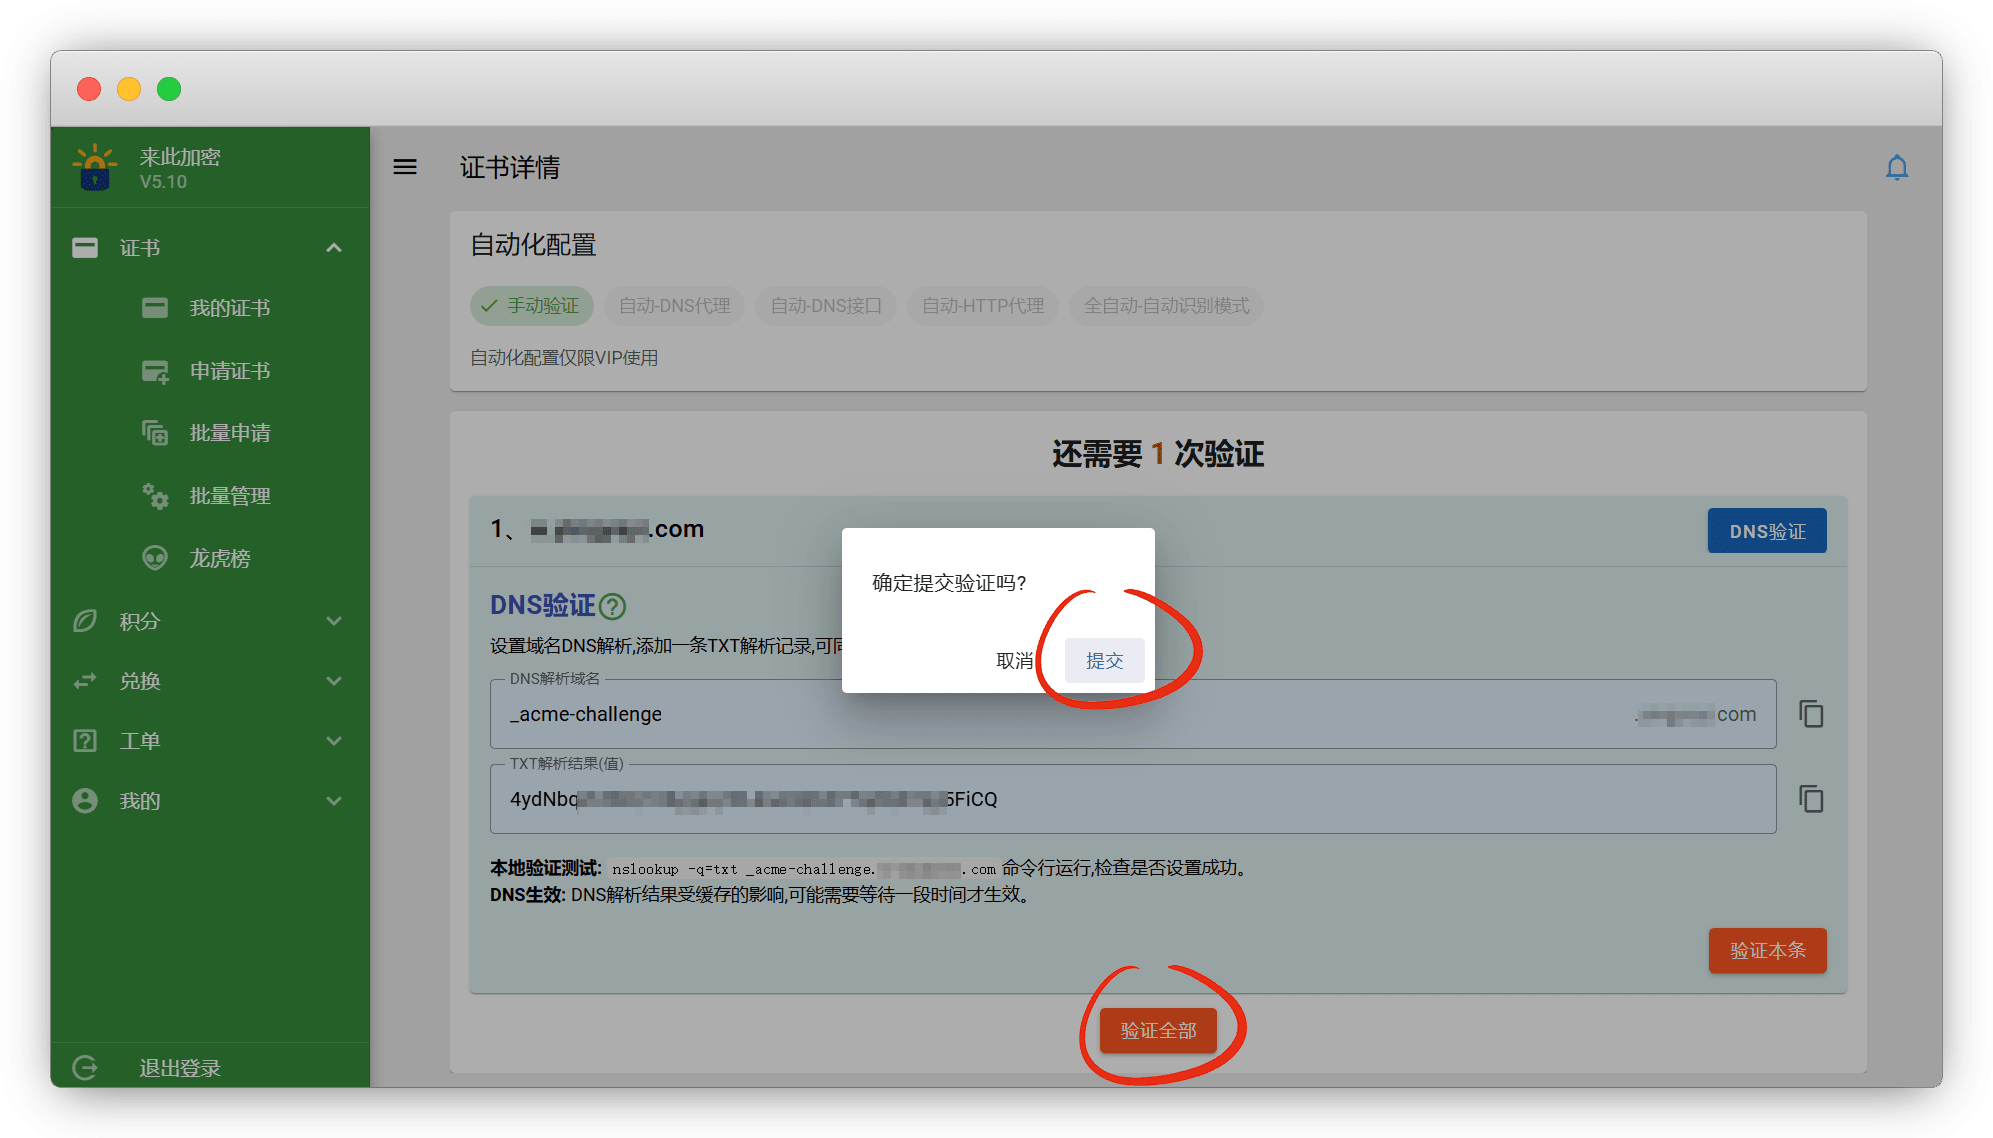 来此加密
V5.10
证书
我的证书
申请证书
批量申请
批量管理
龙虎榜
积分
兑换
工单
我的
退出登录
证书详情
自动化配置
手动验证
自动-DNS代理
自动-DNS接口
自动-HTTP代理
全自动-自动识别模式
自动化配置仅限VIP使用
还需要 1 次验证
1、 .com
DNS验证
DNS验证
设置域名DNS解析,添加一条TXT解析记录,可
确定提交验证吗?
取消
提交
DNS解析域名
_acme-challenge
. com
TXT解析结果(值)
4ydNbq 5FiCQ
本地验证测试: nslookup -q=txt _acme-challenge. .com 命令行运行,检查是否设置成功。
DNS生效: DNS解析结果受缓存的影响,可能需要等待一段时间才生效。
验证本条
验证全部